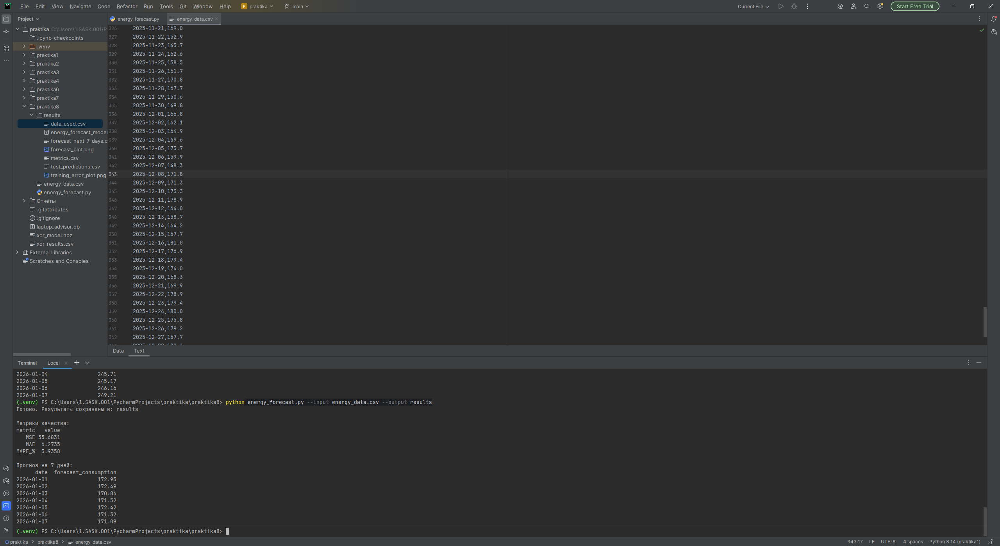 PC File Edit View Navigate Code Refactor Run Tools Git Window Help P praktika main Current File Start Free Trial
Project
energy_forecast.py energy_data.csv
praktika C:\Users\1.SASK.001\P
.ipynb_checkpoints
.venv
praktika1
praktika2
praktika3
praktika4
praktika6
praktika7
praktika8
results
data_used.csv
energy_forecast_model
forecast_next_7_days.c
forecast_plot.png
metrics.csv
test_predictions.csv
training_error_plot.png
energy_data.csv
energy_forecast.py
Отчёты
.gitattributes
.gitignore
laptop_advisor.db
xor_model.npz
xor_results.csv
External Libraries
Scratches and Consoles
326 2025-11-21,169.0
327 2025-11-22,152.9
328 2025-11-23,143.7
329 2025-11-24,162.6
330 2025-11-25,158.5
331 2025-11-26,161.7
332 2025-11-27,170.8
333 2025-11-28,167.7
334 2025-11-29,150.6
335 2025-11-30,149.8
336 2025-12-01,166.8
337 2025-12-02,162.1
338 2025-12-03,164.9
339 2025-12-04,169.6
340 2025-12-05,173.7
341 2025-12-06,159.9
342 2025-12-07,148.3
343 2025-12-08,171.8
344 2025-12-09,171.3
345 2025-12-10,173.3
346 2025-12-11,178.9
347 2025-12-12,164.0
348 2025-12-13,158.7
349 2025-12-14,164.2
350 2025-12-15,167.7
351 2025-12-16,181.0
352 2025-12-17,176.9
353 2025-12-18,179.4
354 2025-12-19,174.0
355 2025-12-20,168.3
356 2025-12-21,169.9
357 2025-12-22,178.9
358 2025-12-23,179.4
359 2025-12-24,180.0
360 2025-12-25,175.8
361 2025-12-26,179.2
362 2025-12-27,167.7
Data Text
Terminal Local
2026-01-04 245.71
2026-01-05 245.17
2026-01-06 246.16
2026-01-07 249.21
(.venv) PS C:\Users\1.SASK.001\PycharmProjects\praktika\praktika8> python energy_forecast.py --input energy_data.csv --output results
Готово. Результаты сохранены в: results
Метрики качества:
metric value
MSE 55.6831
MAE 6.2735
MAPE_% 3.9358
Прогноз на 7 дней:
date forecast_consumption
2026-01-01 172.93
2026-01-02 172.49
2026-01-03 170.86
2026-01-04 171.52
2026-01-05 172.42
2026-01-06 171.32
2026-01-07 171.09
(.venv) PS C:\Users\1.SASK.001\PycharmProjects\praktika\praktika8>
praktika > praktika8 > energy_data.csv 343:17 LF UTF-8 4 spaces Python 3.14 (praktika1)